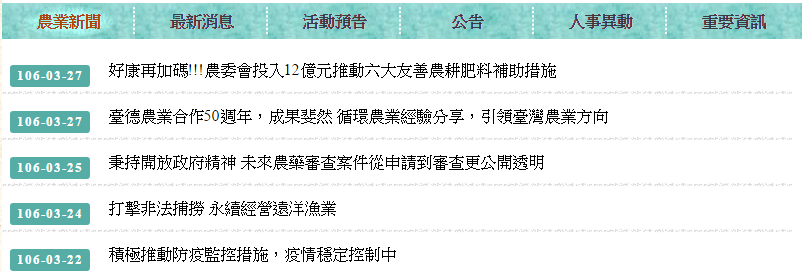 農業新聞 最新消息 活動預告 公告 人事異動 重要資訊
106-03-27 好康再加碼!!!農委會投入12億元推動六大友善農耕肥料補助措施
106-03-27 臺德農業合作50週年，成果斐然 循環農業經驗分享，引領臺灣農業方向
106-03-25 秉持開放政府精神 未來農藥審查案件從申請到審查更公開透明
106-03-24 打擊非法捕撈 永續經營遠洋漁業
106-03-22 積極推動防疫監控措施，疫情穩定控制中